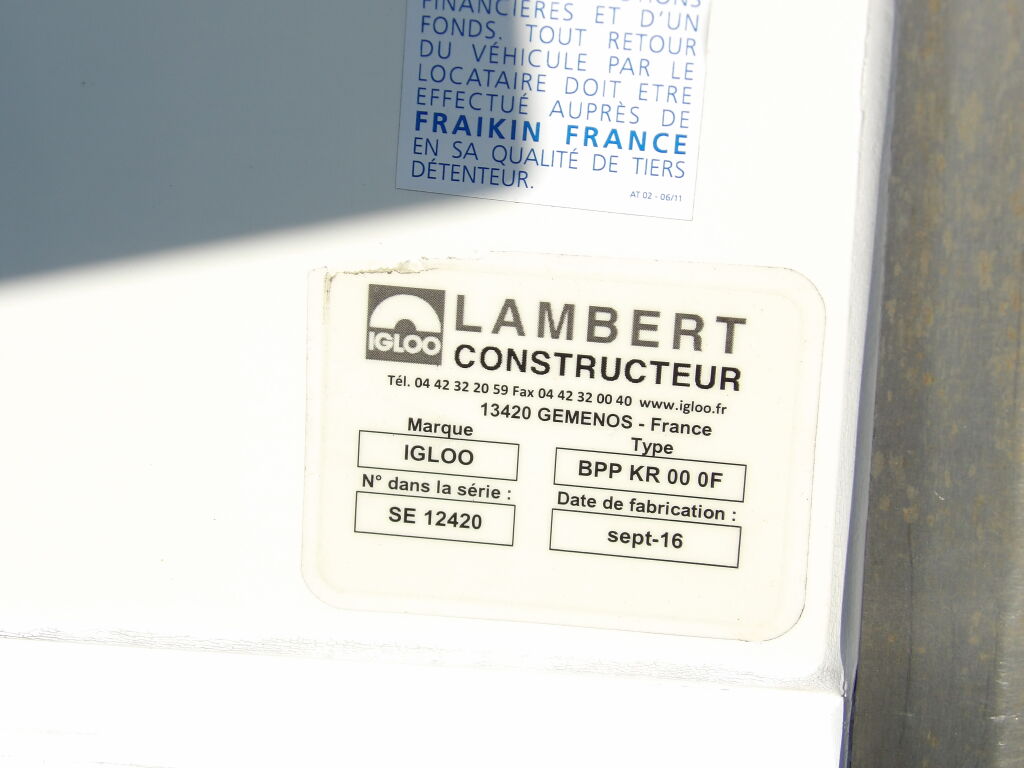 FINANCIÈRES ET D'UN
FONDS. TOUT RETOUR
DU VÉHICULE PAR LE
LOCATAIRE DOIT ETRE
EFFECTUÉ AUPRÈS DE
FRAIKIN FRANCE
EN SA QUALITÉ DE TIERS
DÉTENTEUR.
AT 02 - 06/11
IGLOO
LAMBERT
CONSTRUCTEUR
Tél. 04 42 32 20 59 Fax 04 42 32 00 40 www.igloo.fr
13420 GEMENOS - France
Marque
Type
IGLOO
BPP KR 00 0F
N° dans la série :
Date de fabrication :
SE 12420
sept-16